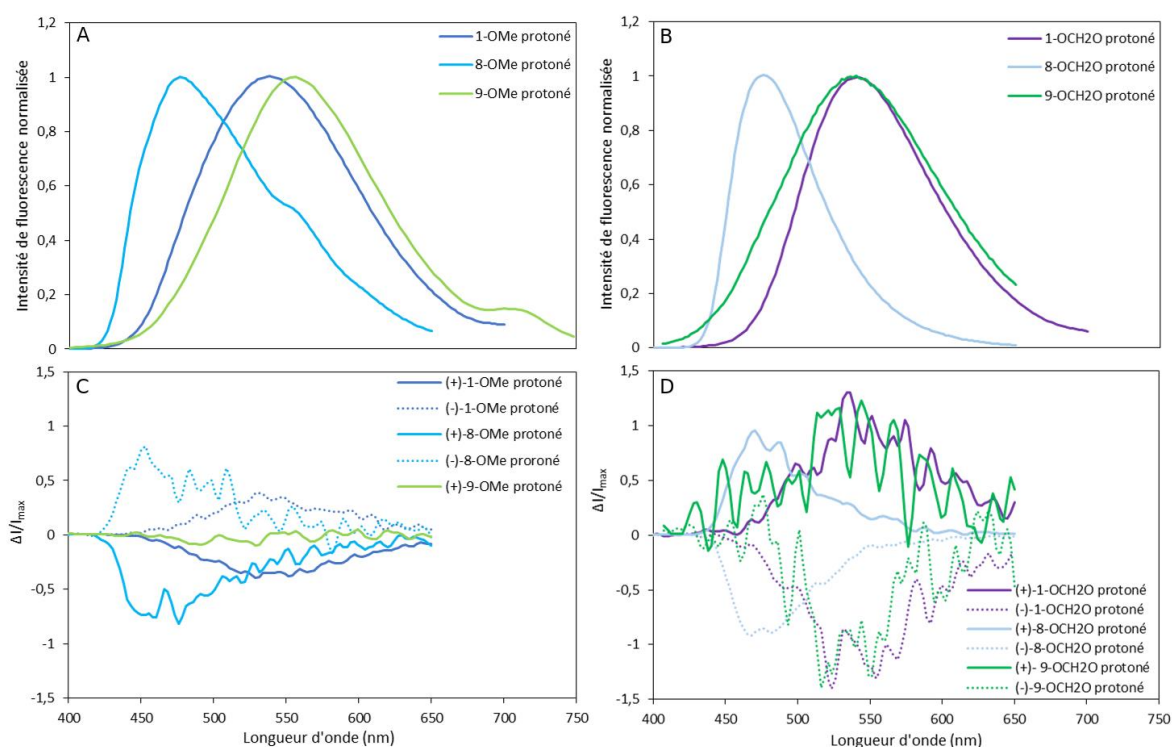 A
1-OMe protoné
8-OMe protoné
9-OMe protoné
Intensité de fluorescence normalisée
1,2
1
0,8
0,6
0,4
0,2
0
B
1-OCH2O protoné
8-OCH2O protoné
9-OCH2O protoné
Intensité de fluorescence normalisée
1,2
1
0,8
0,6
0,4
0,2
0
C
(+)-1-OMe protoné
(-)-1-OMe protoné
(+)-8-OMe protoné
(-)-8-OMe proroné
(+)-9-OMe protoné
ΔI/Imax
1,5
1
0,5
0
-0,5
-1
-1,5
400 450 500 550 600 650 700 750
Longueur d'onde (nm)
D
(+)-1-OCH2O protoné
(-)-1-OCH2O protoné
(+)-8-OCH2O protoné
(-)-8-OCH2O protoné
(+)- 9-OCH2O protoné
(-)-9-OCH2O protoné
ΔI/Imax
1,5
1
0,5
0
-0,5
-1
-1,5
400 450 500 550 600 650 700 750
Longueur d'onde (nm)